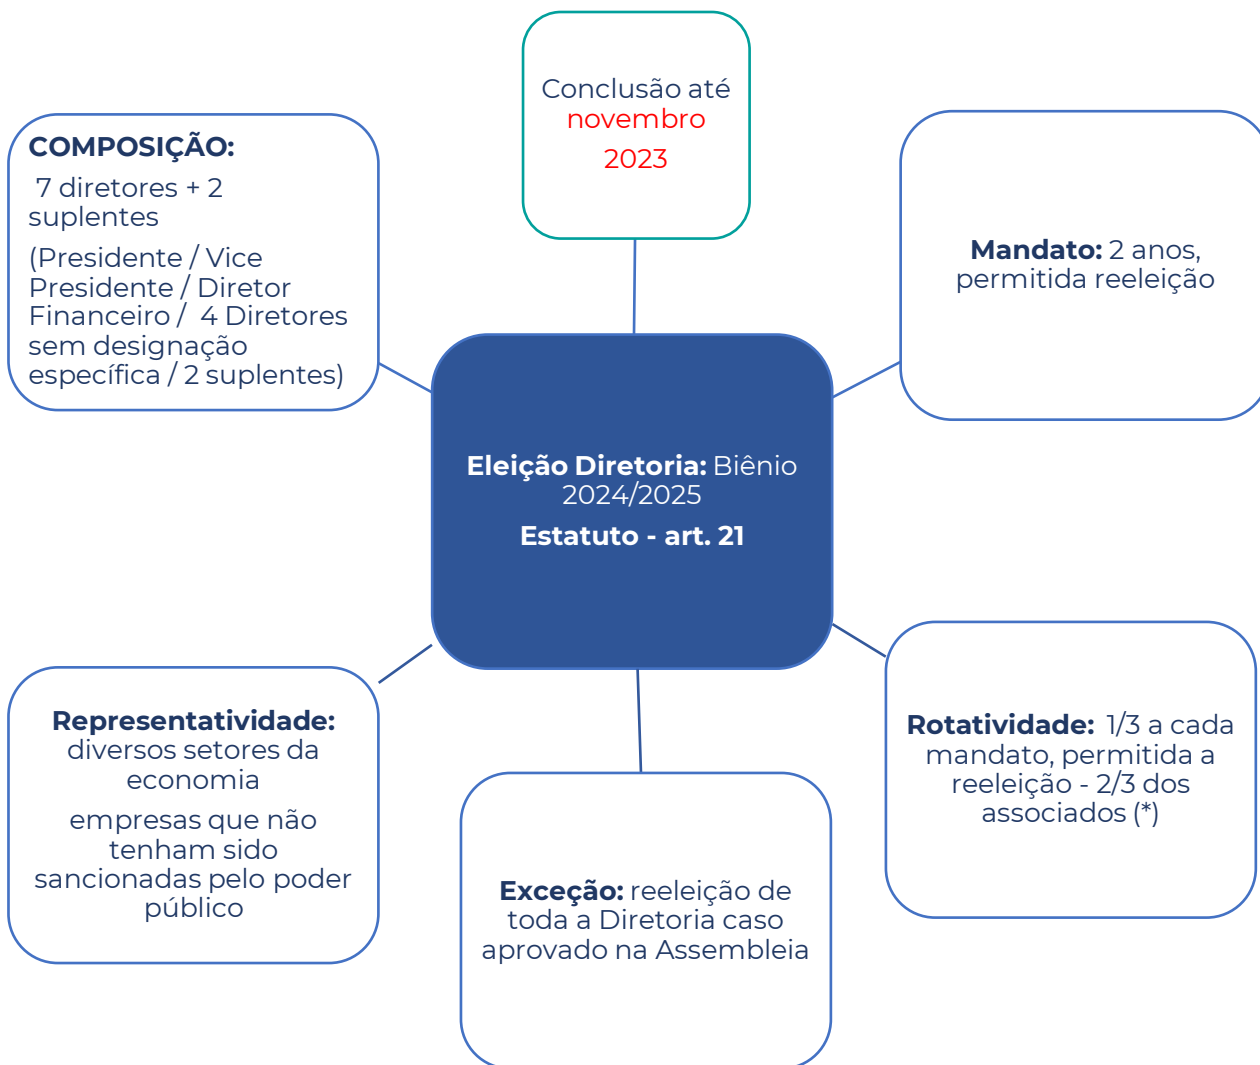 Conclusão até
novembro
2023
COMPOSIÇÃO:
7 diretores + 2
suplentes
(Presidente / Vice
Presidente / Diretor
Financeiro / 4 Diretores
sem designação
específica / 2 suplentes)
Mandato: 2 anos,
permitida reeleição
Eleição Diretoria: Biênio
2024/2025
Estatuto - art. 21
Representatividade:
diversos setores da
economia
empresas que não
tenham sido
sancionadas pelo poder
público
Exceção: reeleição de
toda a Diretoria caso
aprovado na Assembleia
Rotatividade: 1/3 a cada
mandato, permitida a
reeleição - 2/3 dos
associados (*)